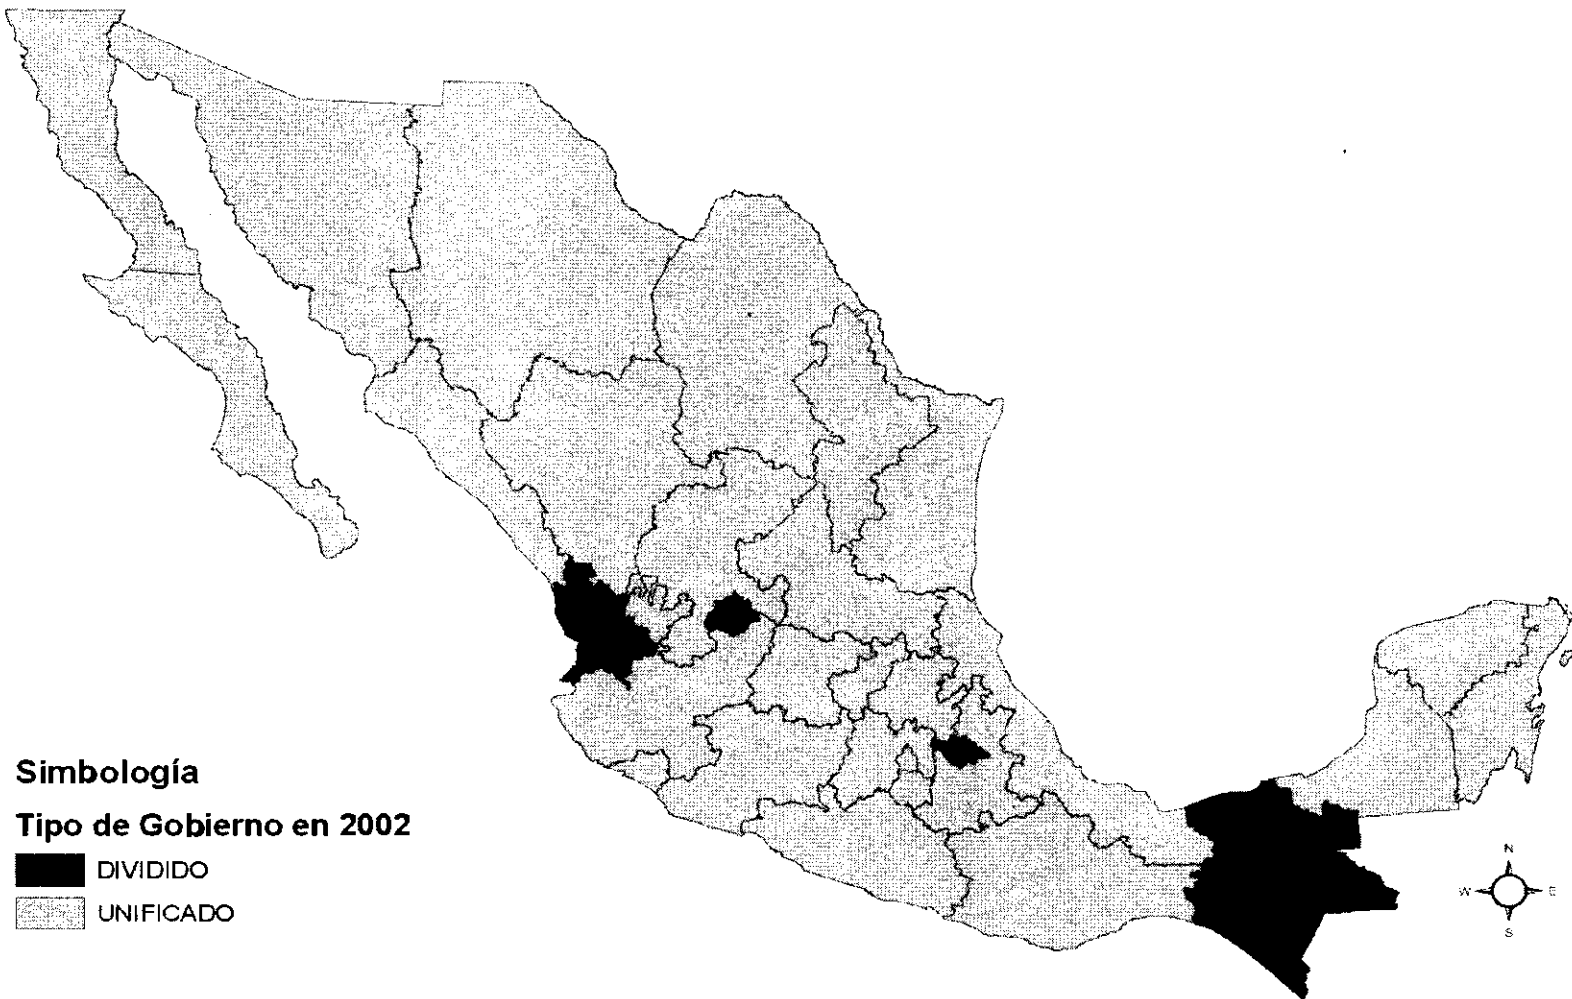 Simbología
Tipo de Gobierno en 2002
DIVIDIDO
UNIFICADO
N
W E
S